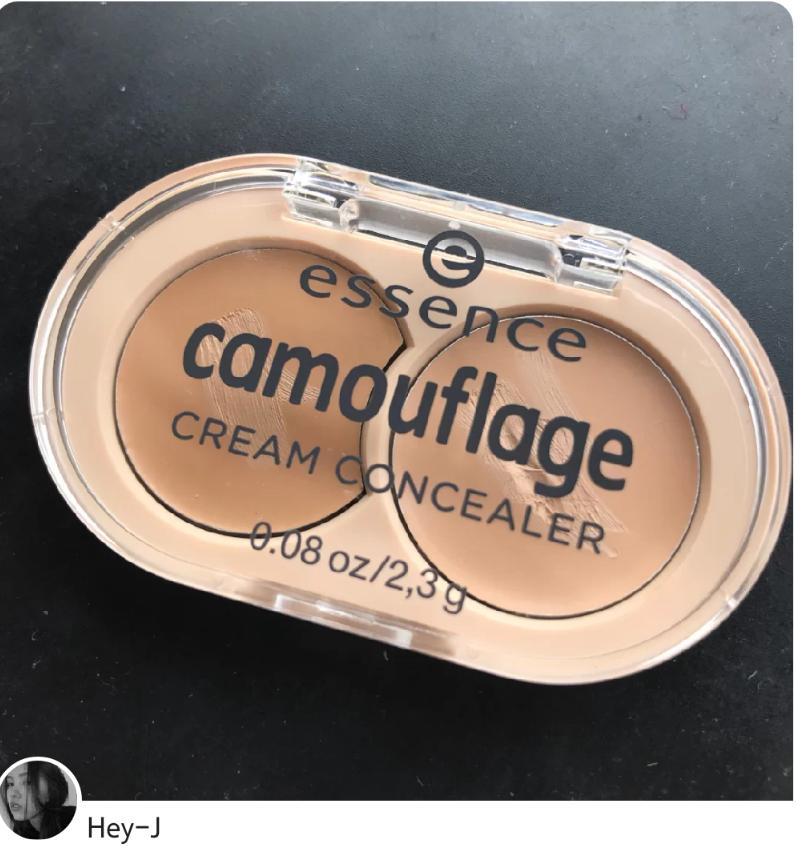 essence
camouflage
CREAM CONCEALER
0.08 oz/2,3 g
Hey-J